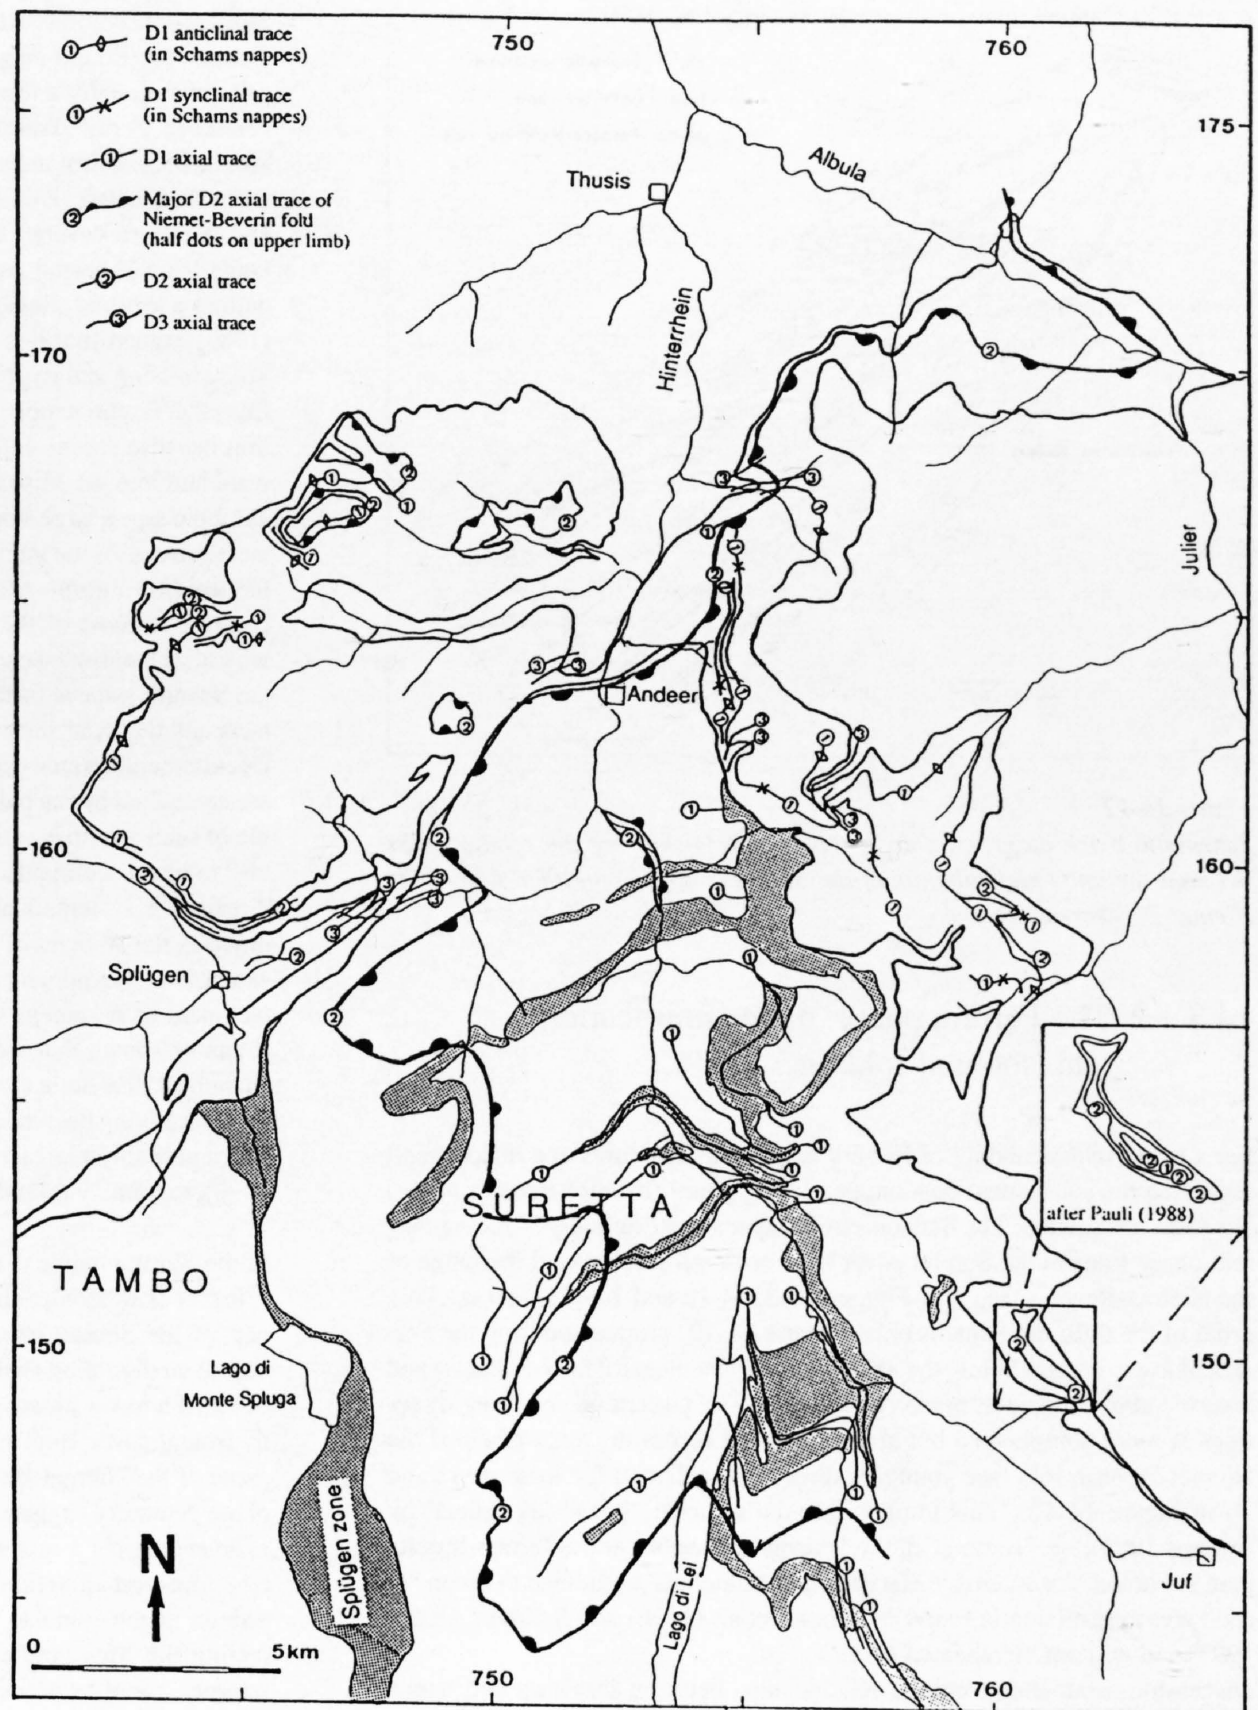 750
760
175
D1 anticlinal trace
(in Schams nappes)
D1 synclinal trace
(in Schams nappes)
D1 axial trace
Major D2 axial trace of
Niemet-Beverin fold
(half dots on upper limb)
D2 axial trace
D3 axial trace
Thusis
Albula
Hinterrhein
170
Julier
Andeer
160
160
Splügen
after Pauli (1988)
SURETTA
TAMBO
150
150
Lago di
Monte Spluga
Splügen zone
Lago di Lei
Juf
N
0
5km
750
760